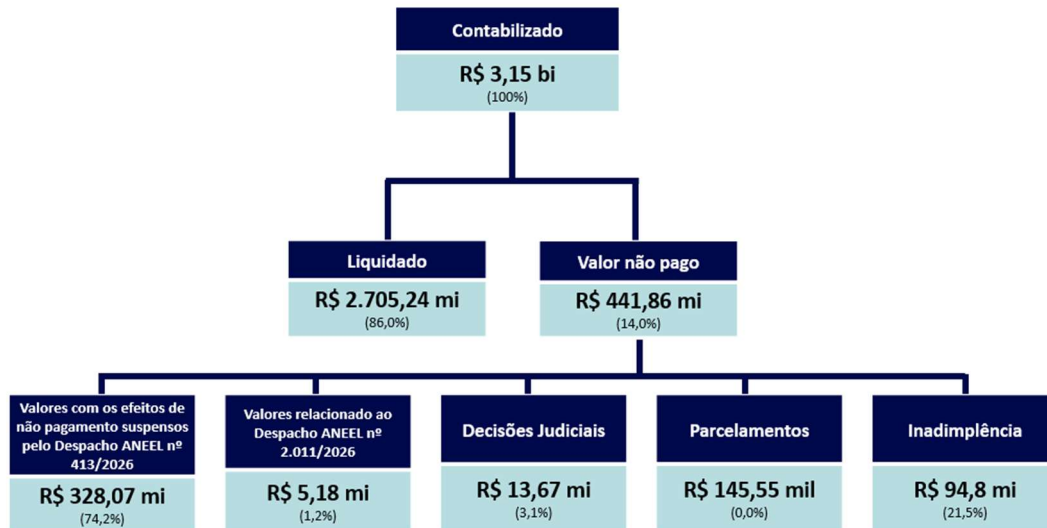 Contabilizado
R$ 3,15 bi
(100%)
Liquidado
R$ 2.705,24 mi
(86,0%)
Valor não pago
R$ 441,86 mi
(14,0%)
Valores com os efeitos de
não pagamento suspensos
pelo Despacho ANEEL nº
413/2026
R$ 328,07 mi
(74,2%)
Valores relacionado ao
Despacho ANEEL nº
2.011/2026
R$ 5,18 mi
(1,2%)
Decisões Judiciais
R$ 13,67 mi
(3,1%)
Parcelamentos
R$ 145,55 mil
(0,0%)
Inadimplência
R$ 94,8 mi
(21,5%)